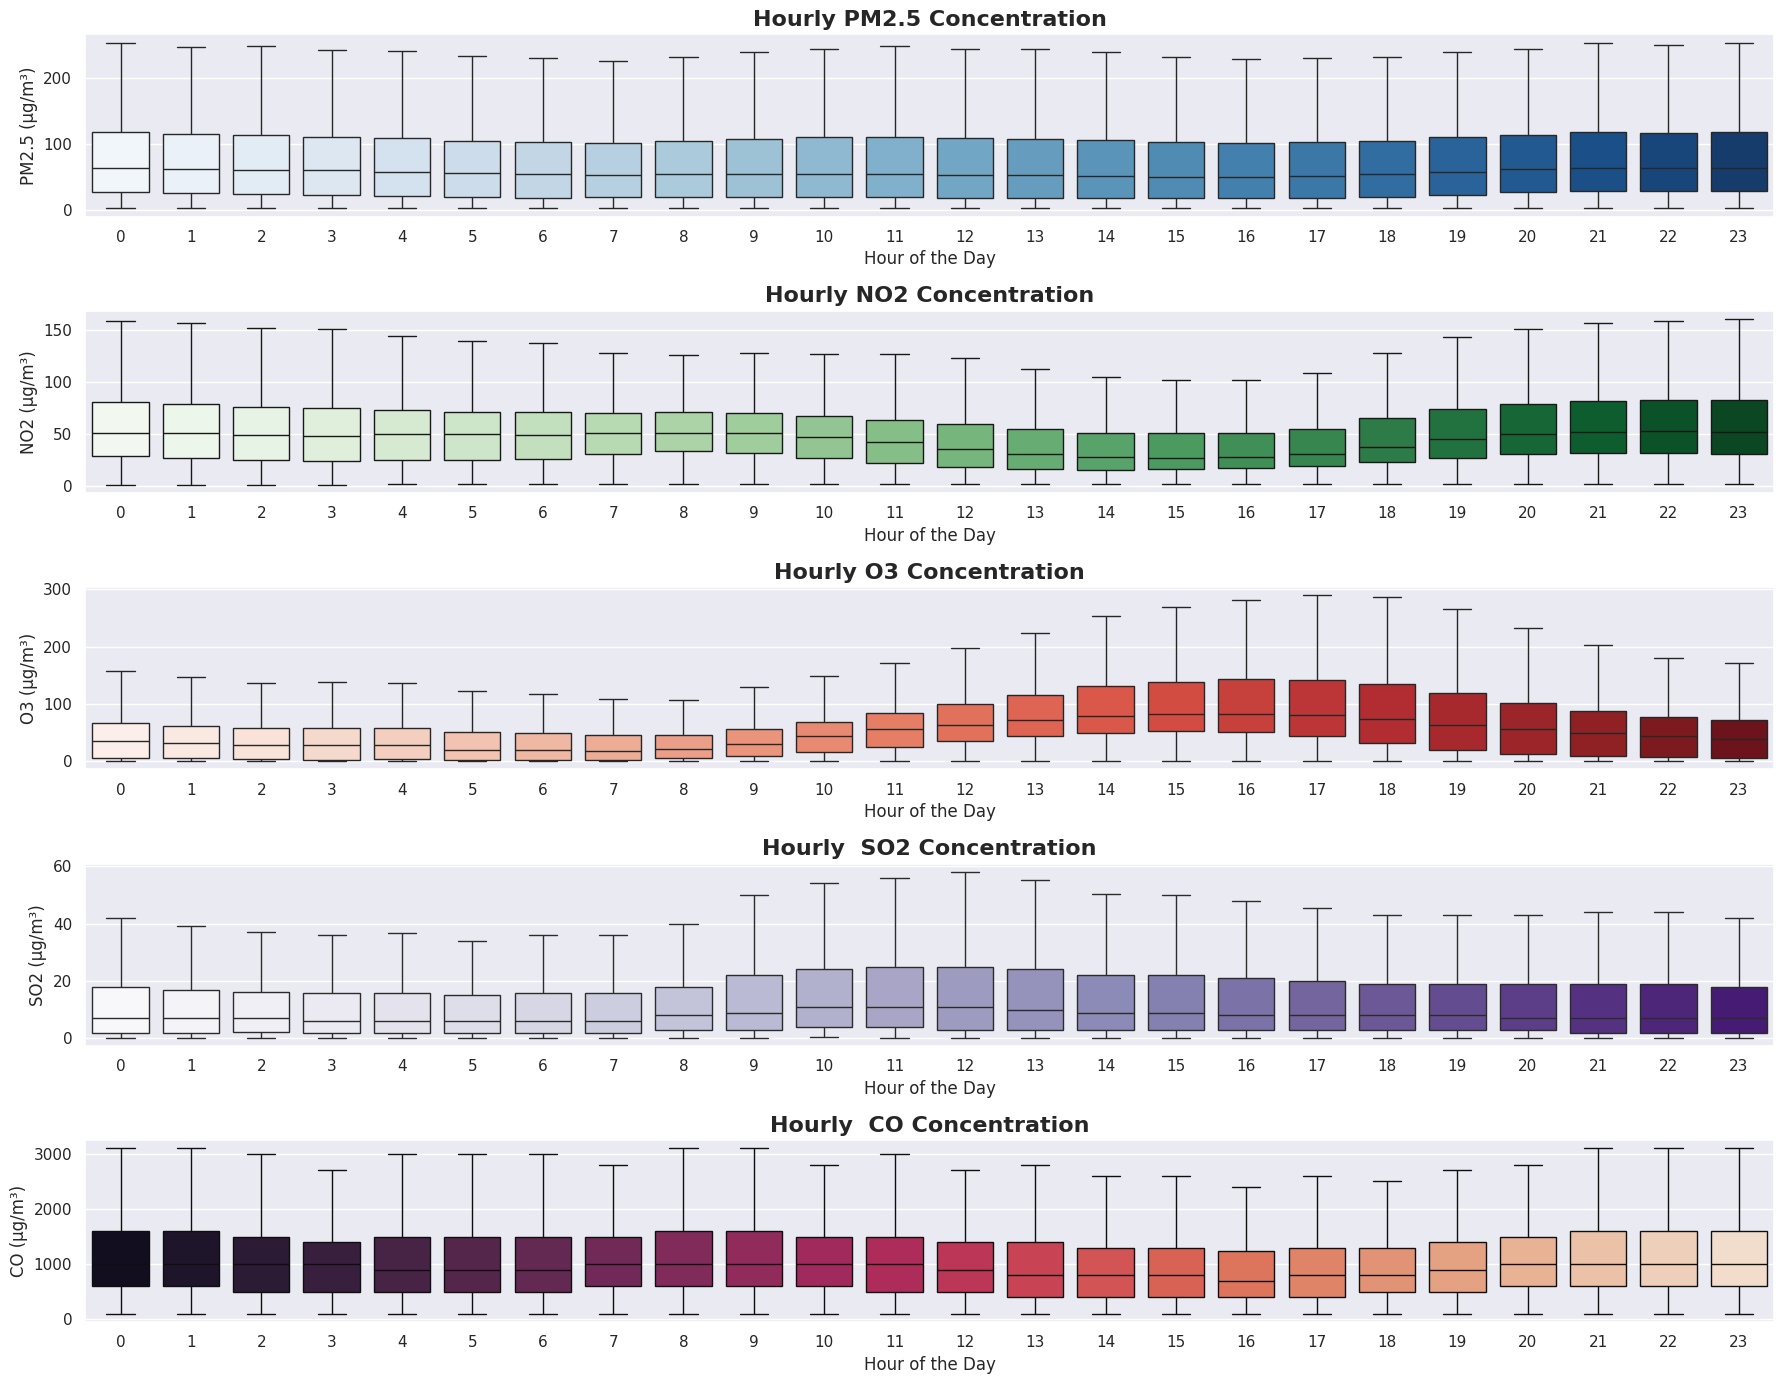 Hourly PM2.5 Concentration
PM2.5 (µg/m³)
200
100
0
0 1 2 3 4 5 6 7 8 9 10 11 12 13 14 15 16 17 18 19 20 21 22 23
Hour of the Day
Hourly NO2 Concentration
NO2 (µg/m³)
150
100
50
0
0 1 2 3 4 5 6 7 8 9 10 11 12 13 14 15 16 17 18 19 20 21 22 23
Hour of the Day
Hourly O3 Concentration
O3 (µg/m³)
300
200
100
0
0 1 2 3 4 5 6 7 8 9 10 11 12 13 14 15 16 17 18 19 20 21 22 23
Hour of the Day
Hourly  SO2 Concentration
SO2 (µg/m³)
60
40
20
0
0 1 2 3 4 5 6 7 8 9 10 11 12 13 14 15 16 17 18 19 20 21 22 23
Hour of the Day
Hourly  CO Concentration
CO (µg/m³)
3000
2000
1000
0
0 1 2 3 4 5 6 7 8 9 10 11 12 13 14 15 16 17 18 19 20 21 22 23
Hour of the Day